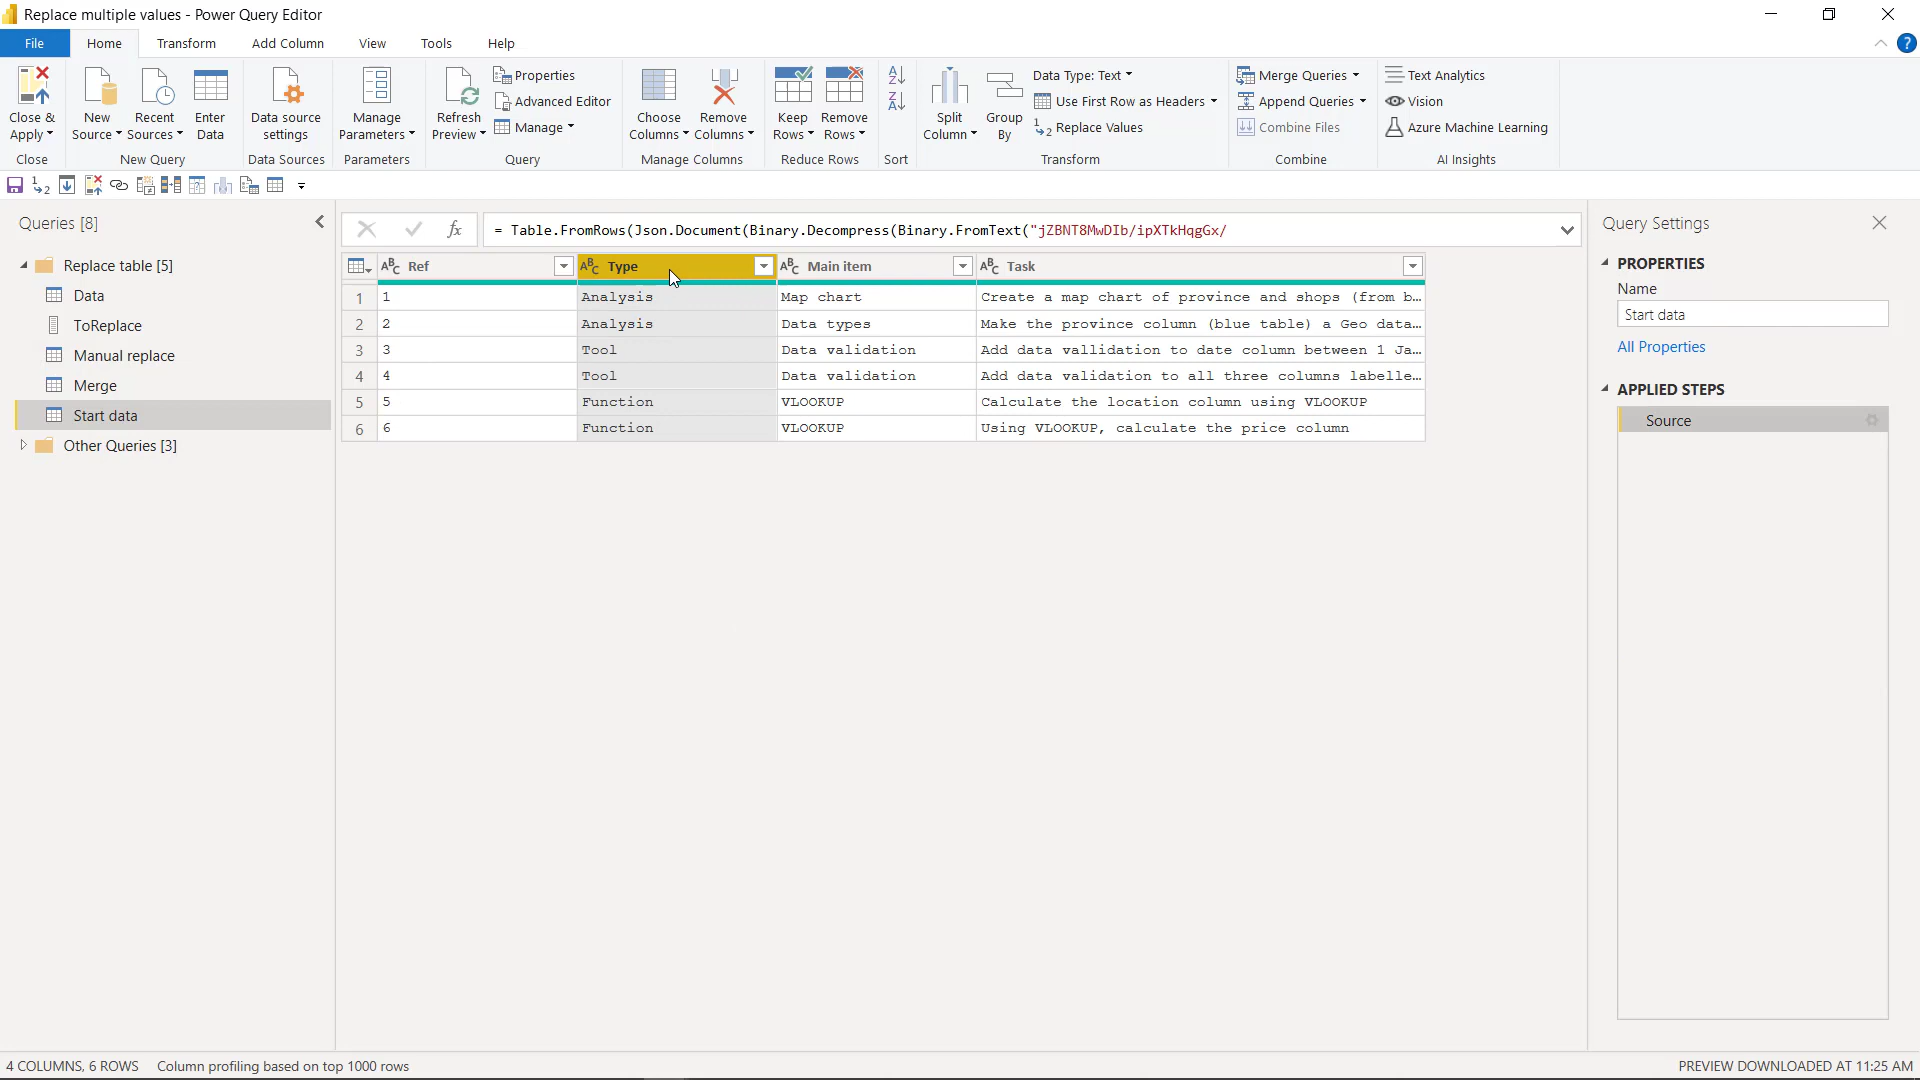 Replace multiple values - Power Query Editor
File Home Transform Add Column View Tools Help
Close & Apply
Close
New Source
Recent Sources
Enter Data
New Query
Data source settings
Data Sources
Manage Parameters
Parameters
Refresh Preview
Properties
Advanced Editor
Manage
Query
Choose Columns
Remove Columns
Manage Columns
Keep Rows
Remove Rows
Reduce Rows
Sort
Split Column
Group By
Data Type: Text
Use First Row as Headers
Replace Values
Transform
Merge Queries
Append Queries
Combine Files
Combine
Text Analytics
Vision
Azure Machine Learning
AI Insights
Queries [8]
Replace table [5]
Data
ToReplace
Manual replace
Merge
Start data
Other Queries [3]
= Table.FromRows(Json.Document(Binary.Decompress(Binary.FromText("jZBNT8MwDIb/ipXTkHqgGx/
Ref Type Main item Task
1 1 Analysis Map chart Create a map chart of province and shops (from b…
2 2 Analysis Data types Make the province column (blue table) a Geo data…
3 3 Tool Data validation Add data vallidation to date column between 1 Ja…
4 4 Tool Data validation Add data validation to all three columns labelle…
5 5 Function VLOOKUP Calculate the location column using VLOOKUP
6 6 Function VLOOKUP Using VLOOKUP, calculate the price column
Query Settings
PROPERTIES
Name
Start data
All Properties
APPLIED STEPS
Source
4 COLUMNS, 6 ROWS Column profiling based on top 1000 rows
PREVIEW DOWNLOADED AT 11:25 AM